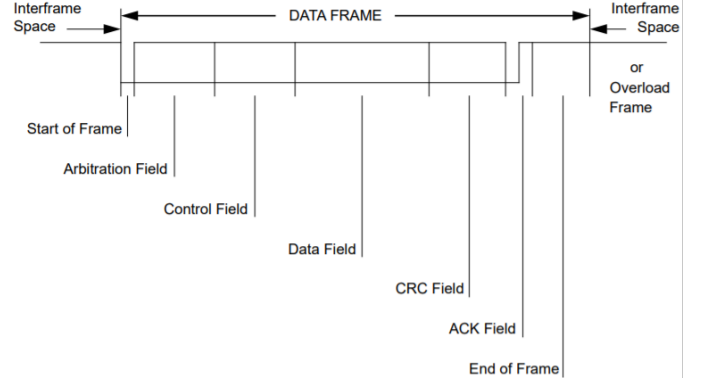 Interframe
Space
DATA FRAME
Interframe
Space
or
Overload
Frame
Start of Frame
Arbitration Field
Control Field
Data Field
CRC Field
ACK Field
End of Frame